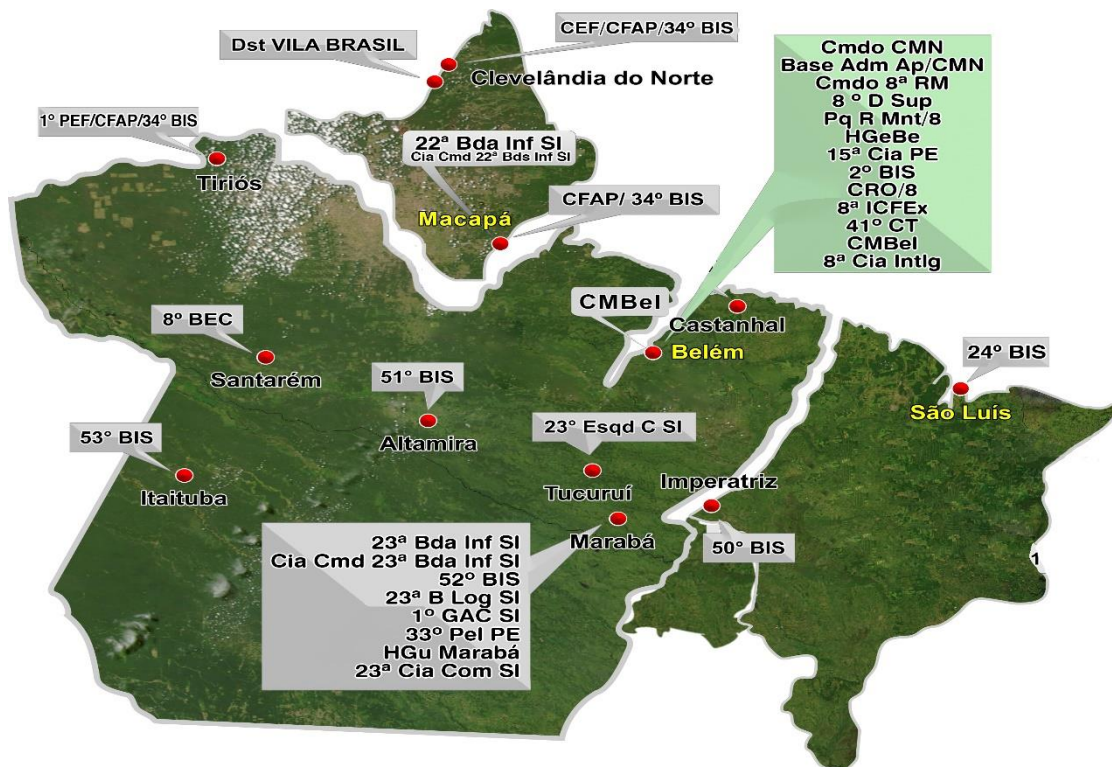 CEF/CFAP/34º BIS
Dst VILA BRASIL
Clevelândia do Norte
Cmdo CMN
Base Adm Ap/CMN
Cmdo 8ª RM
8 º D Sup
Pq R Mnt/8
HGeBe
15ª Cia PE
2º BIS
CRO/8
8ª ICFEx
41º CT
CMBel
8ª Cia Intlg
1º PEF/CFAP/34º BIS
Tiriós
22ª Bda Inf SI
Cia Cmd 22ª Bds Inf SI
Macapá
CFAP/ 34º BIS
CMBel
Castanhal
Belém
8º BEC
Santarém
51° BIS
Altamira
24º BIS
São Luís
53° BIS
Itaituba
23° Esqd C SI
Tucuruí
Imperatriz
Marabá
50° BIS
1
23ª Bda Inf SI
Cia Cmd 23ª Bda Inf SI
52º BIS
23ª B Log SI
1º GAC SI
33º Pel PE
HGu Marabá
23ª Cia Com SI